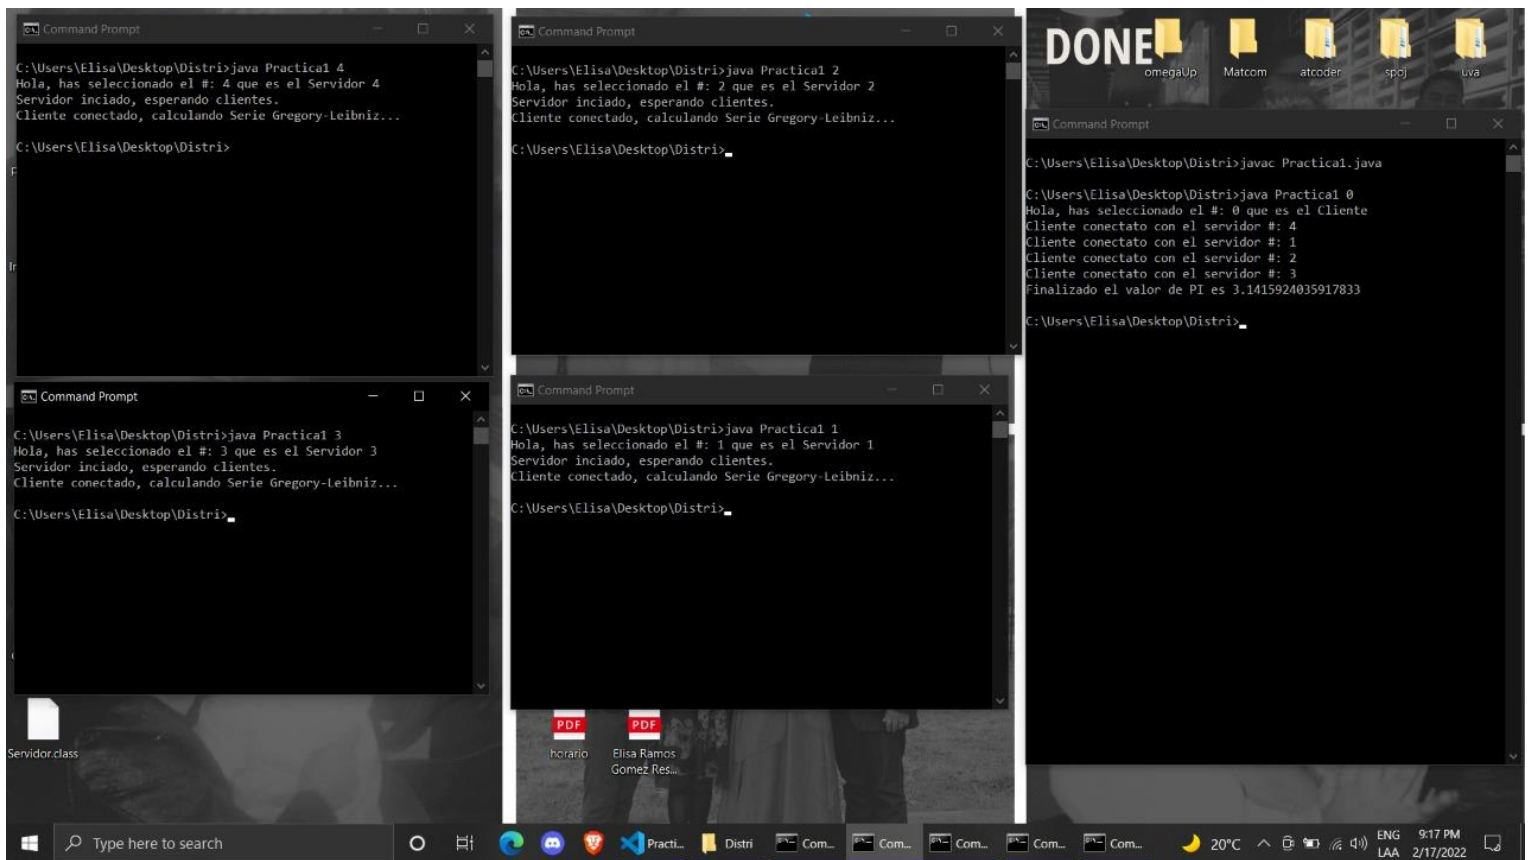 Command Prompt
C:\Users\Elisa\Desktop\Distri>java Practica1 4
Hola, has seleccionado el #: 4 que es el Servidor 4
Servidor inciado, esperando clientes.
Cliente conectado, calculando Serie Gregory-Leibniz...
C:\Users\Elisa\Desktop\Distri>
Command Prompt
C:\Users\Elisa\Desktop\Distri>java Practica1 2
Hola, has seleccionado el #: 2 que es el Servidor 2
Servidor inciado, esperando clientes.
Cliente conectado, calculando Serie Gregory-Leibniz...
C:\Users\Elisa\Desktop\Distri>
DONE
omegaUp
Matcom
atcoder
spoj
uva
Command Prompt
C:\Users\Elisa\Desktop\Distri>javac Practica1.java
C:\Users\Elisa\Desktop\Distri>java Practica1 0
Hola, has seleccionado el #: 0 que es el Cliente
Cliente conectato con el servidor #: 4
Cliente conectato con el servidor #: 1
Cliente conectato con el servidor #: 2
Cliente conectato con el servidor #: 3
Finalizado el valor de PI es 3.1415924035917833
C:\Users\Elisa\Desktop\Distri>
Command Prompt
C:\Users\Elisa\Desktop\Distri>java Practica1 3
Hola, has seleccionado el #: 3 que es el Servidor 3
Servidor inciado, esperando clientes.
Cliente conectado, calculando Serie Gregory-Leibniz...
C:\Users\Elisa\Desktop\Distri>
Command Prompt
C:\Users\Elisa\Desktop\Distri>java Practica1 1
Hola, has seleccionado el #: 1 que es el Servidor 1
Servidor inciado, esperando clientes.
Cliente conectado, calculando Serie Gregory-Leibniz...
C:\Users\Elisa\Desktop\Distri>
Servidor.class
PDF
horario
PDF
Elisa Ramos
Gomez Res...
Type here to search
Practi...
Distri
Com...
Com...
Com...
Com...
Com...
20°C
ENG
LAA
9:17 PM
2/17/2022